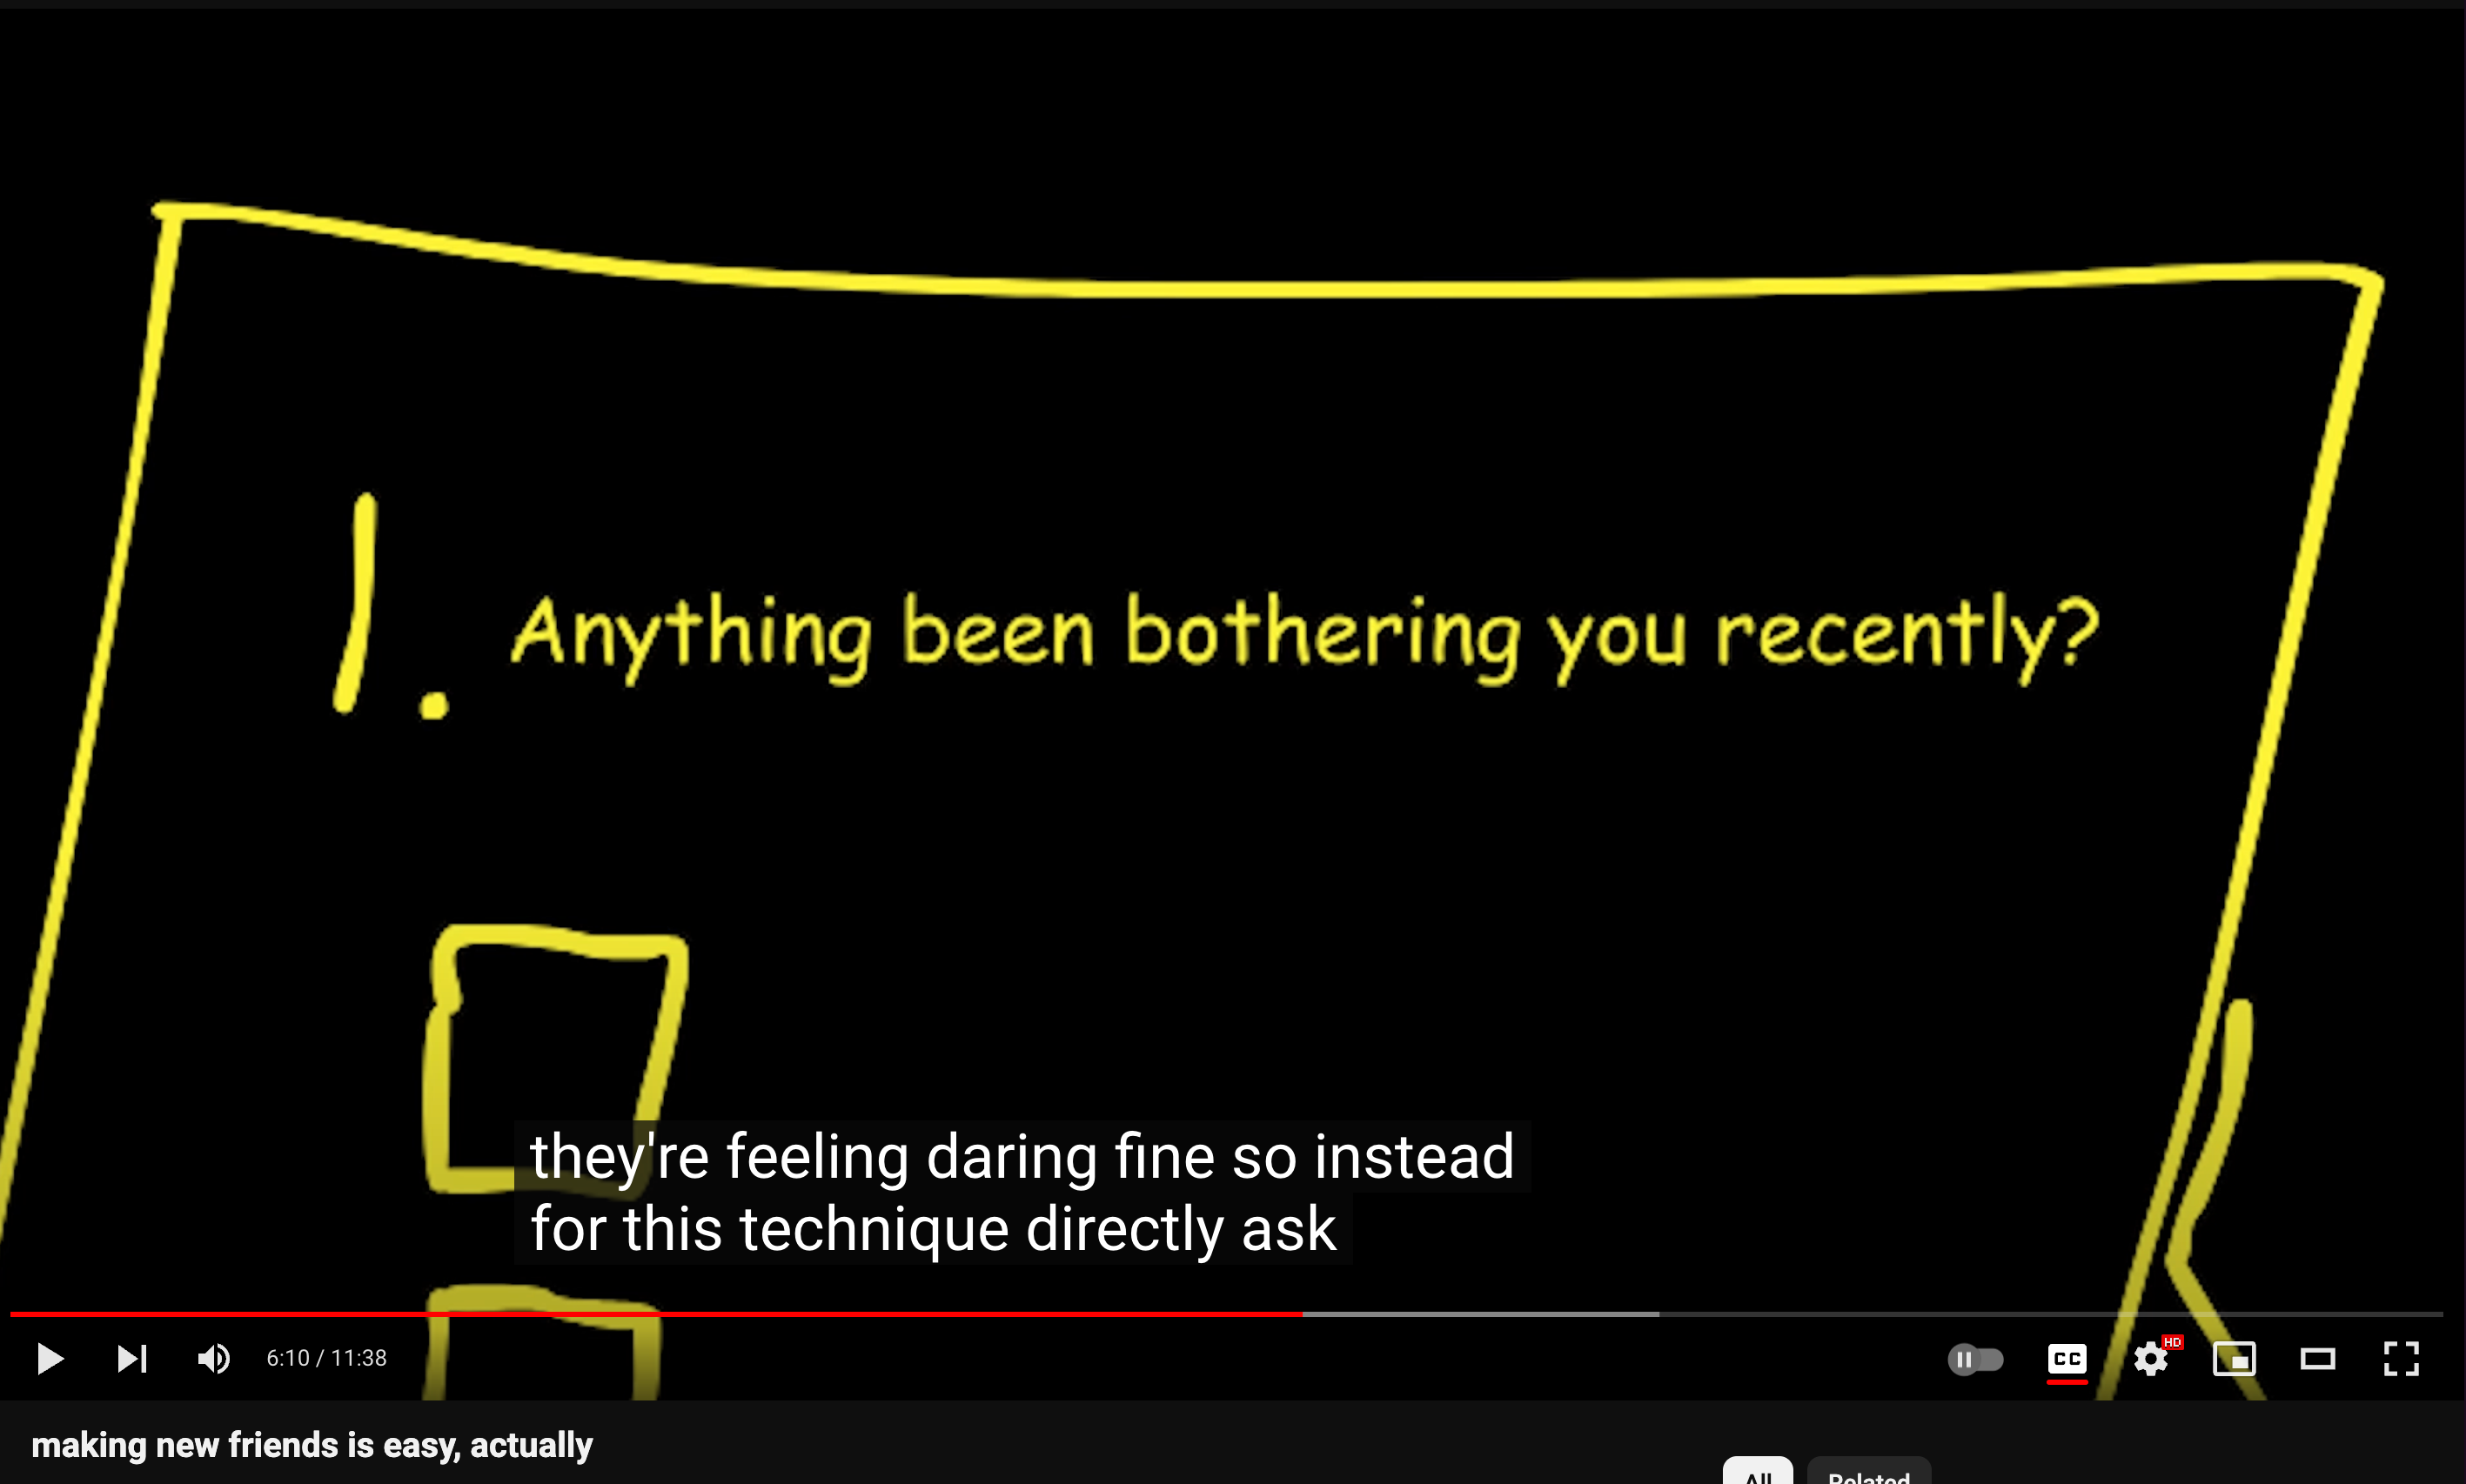 1. Anything been bothering you recently?
they're feeling daring fine so instead
for this technique directly ask
6:10 / 11:38
CC
HD
making new friends is easy, actually
All
Related